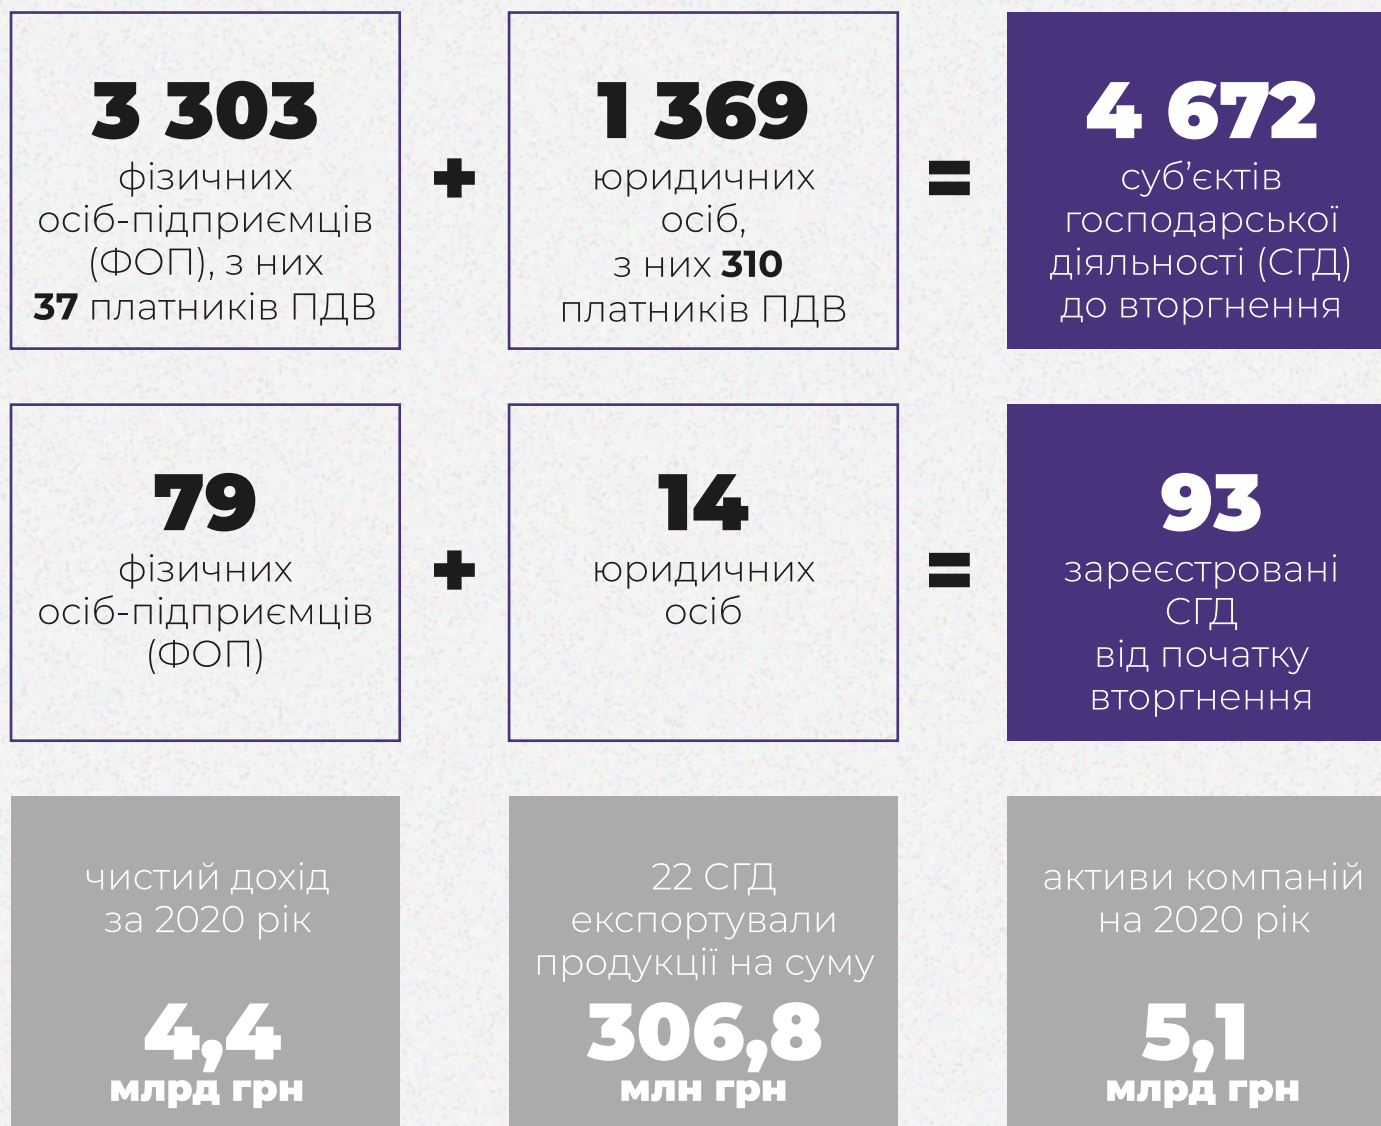 3 303
фізичних
осіб-підприємців
(ФОП), з них
37 платників ПДВ
+
1 369
юридичних
осіб,
з них 310
платників ПДВ
=
4 672
суб’єктів
господарської
діяльності (СГД)
до вторгнення
79
фізичних
осіб-підприємців
(ФОП)
+
14
юридичних
осіб
=
93
зареєстровані
СГД
від початку
вторгнення
чистий дохід
за 2020 рік
4,4
млрд грн
22 СГД
експортували
продукції на суму
306,8
млн грн
активи компаній
на 2020 рік
5,1
млрд грн